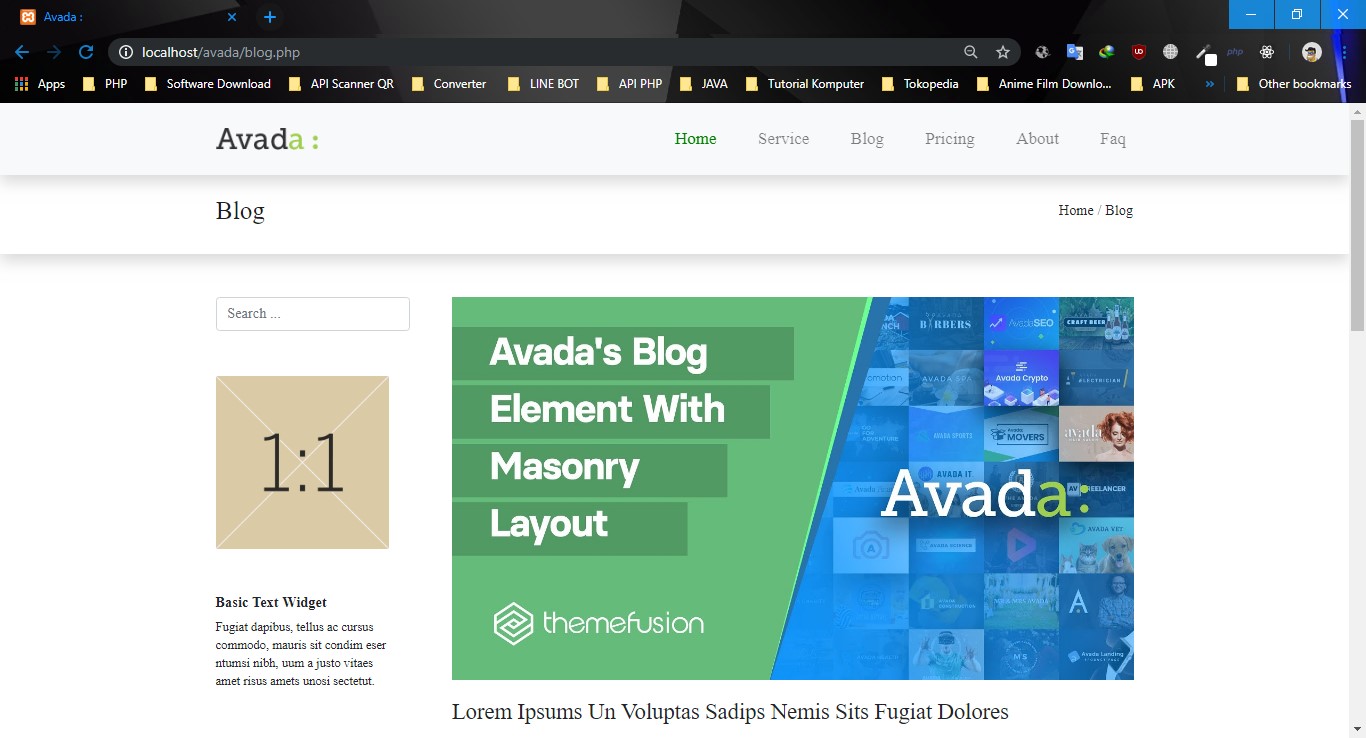 Avada :
localhost/avada/blog.php
Apps PHP Software Download API Scanner QR Converter LINE BOT API PHP JAVA Tutorial Komputer Tokopedia Anime Film Downlo... APK » Other bookmarks
Avada : Home Service Blog Pricing About Faq
Blog Home / Blog
Search ...
1:1
Basic Text Widget
Fugiat dapibus, tellus ac cursus
commodo, mauris sit condim eser
ntumsi nibh, uum a justo vitaes
amet risus amets unosi sectetut.
Avada's Blog
Element With
Masonry
Layout
themefusion
BARBERS
AvadaSEO
CRAFT BEER
AVADA SPA
Avada Crypto
ELECTRICIAN
AVADA SPORTS
MOVERS
avada
AVADA IT
Avada:
FREELANCER
AVADA VET
Avada Landing
Lorem Ipsums Un Voluptas Sadips Nemis Sits Fugiat Dolores